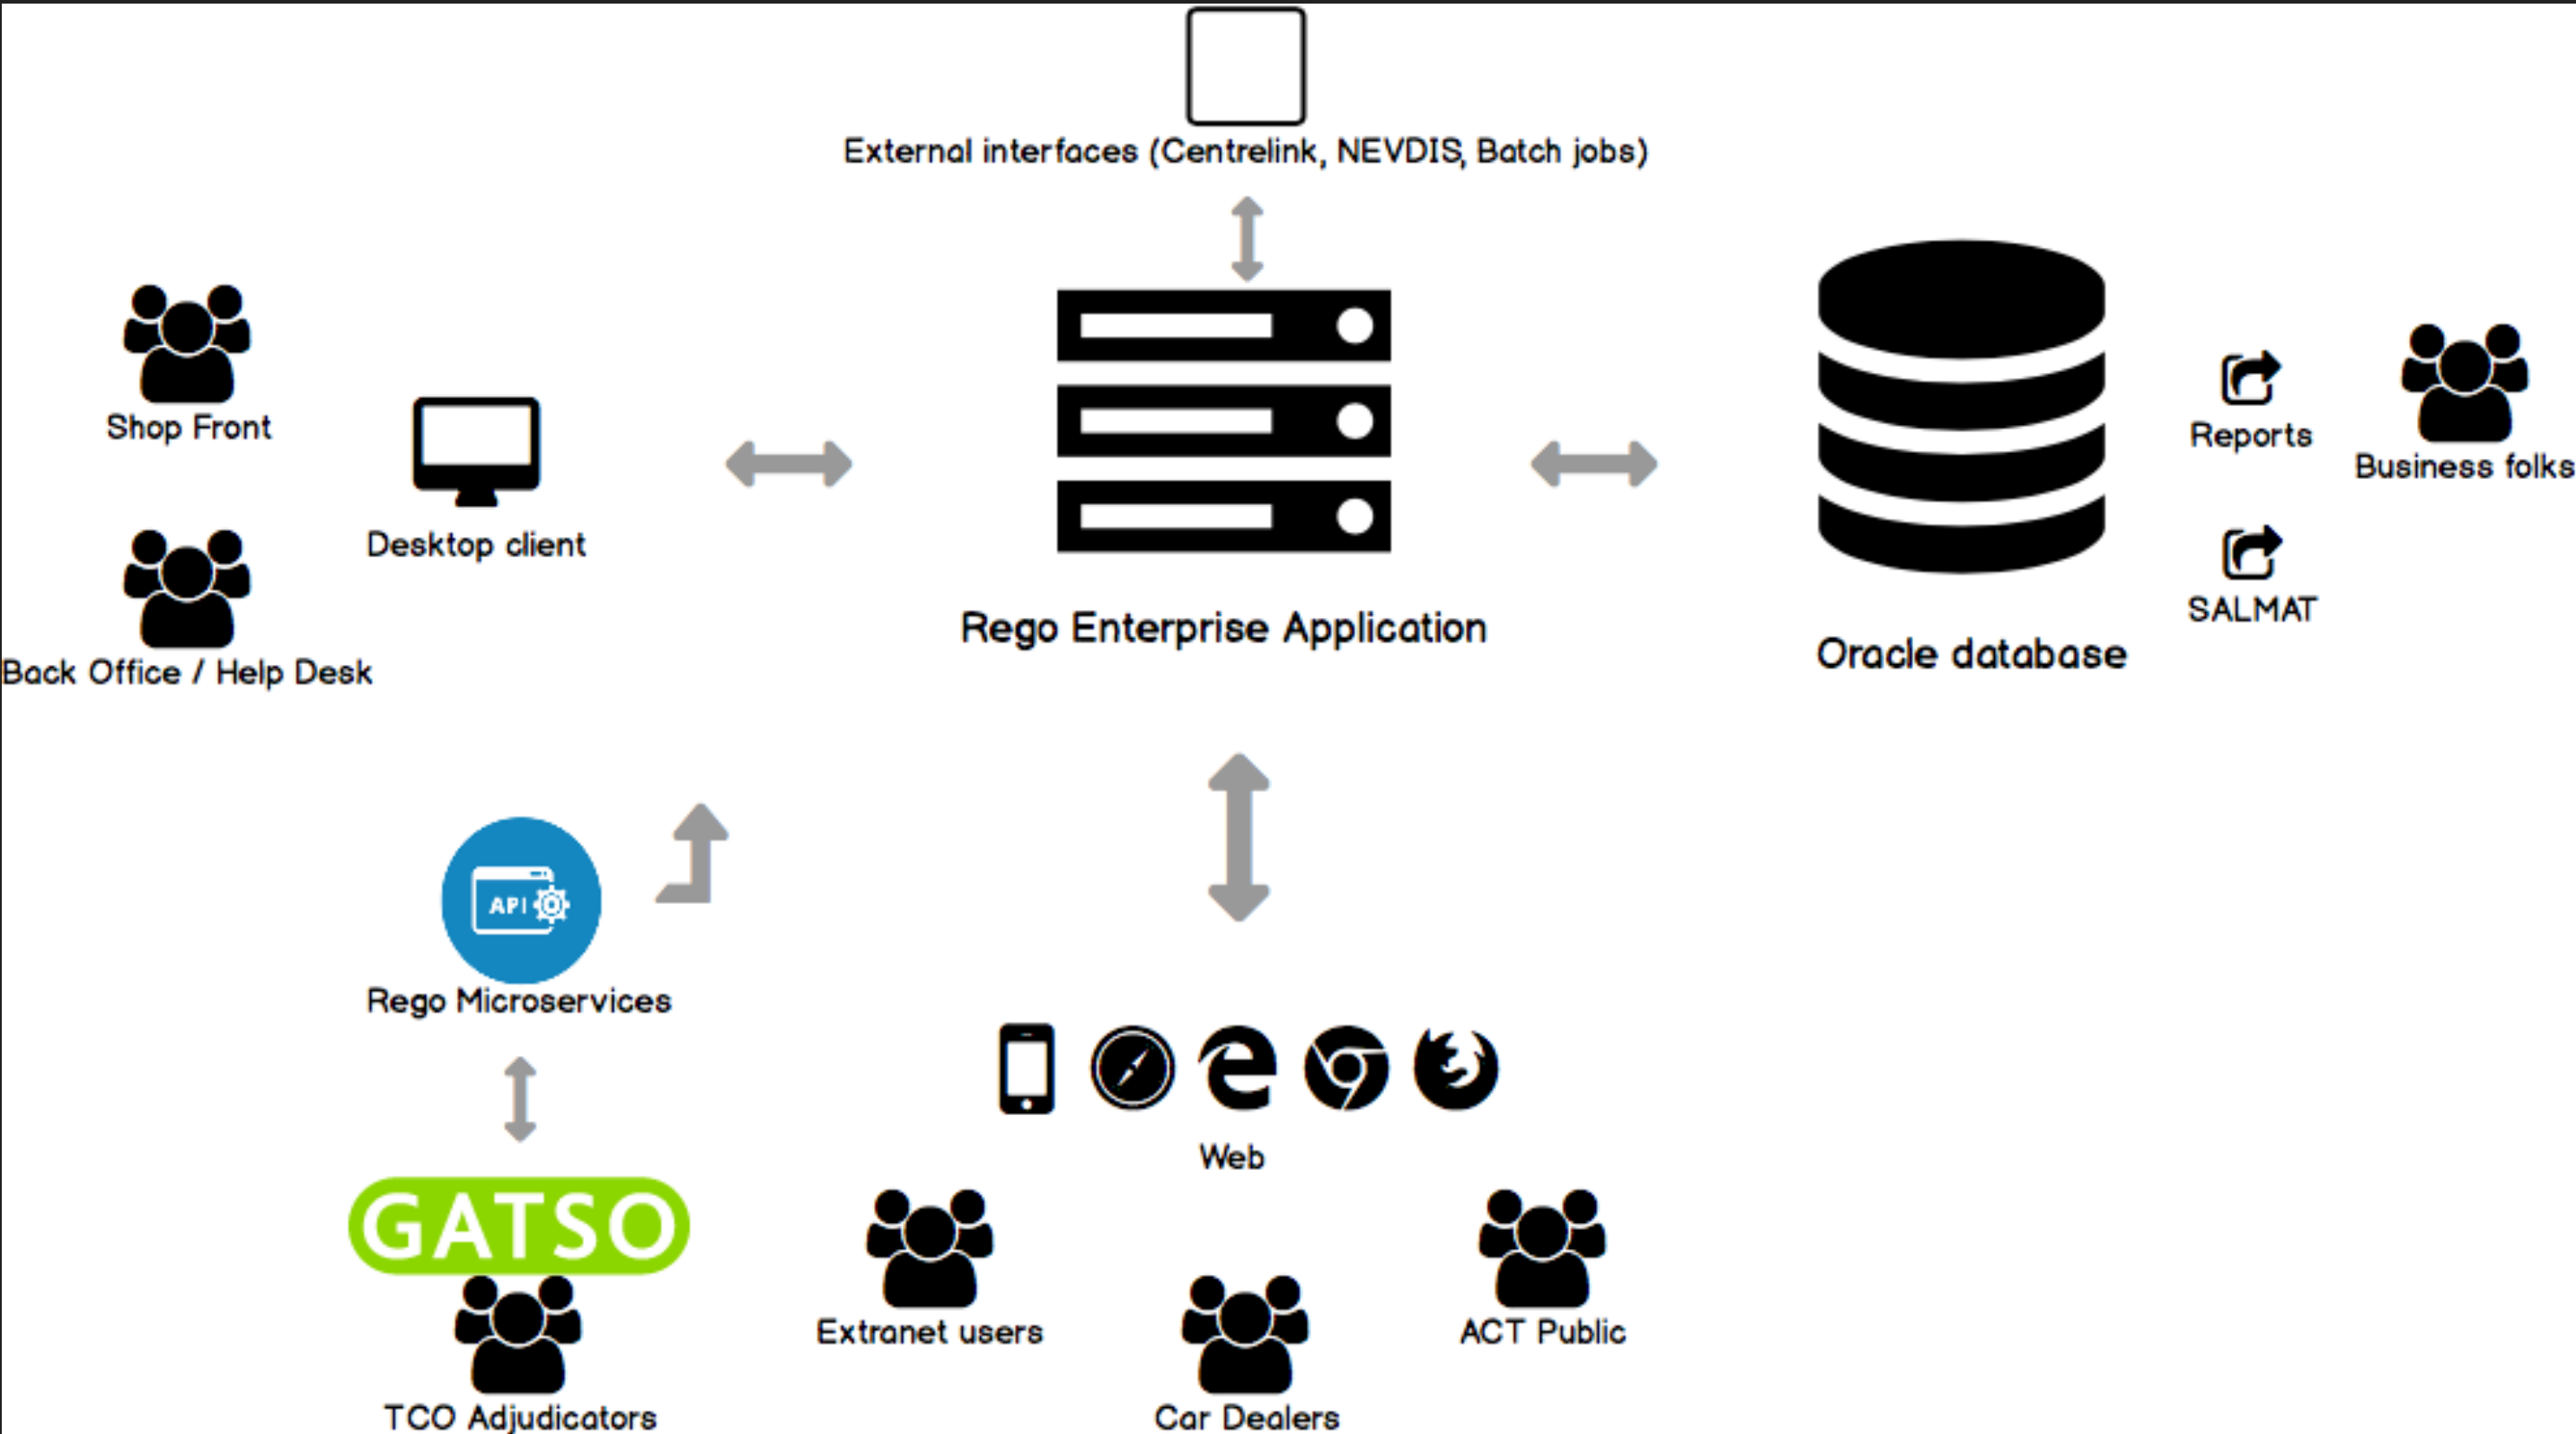 External interfaces (Centrelink, NEVDIS, Batch jobs)
Shop Front
Desktop client
Back Office / Help Desk
Rego Enterprise Application
Oracle database
Reports
Business folks
SALMAT
API
Rego Microservices
GATSO
TCO Adjudicators
Web
Extranet users
Car Dealers
ACT Public